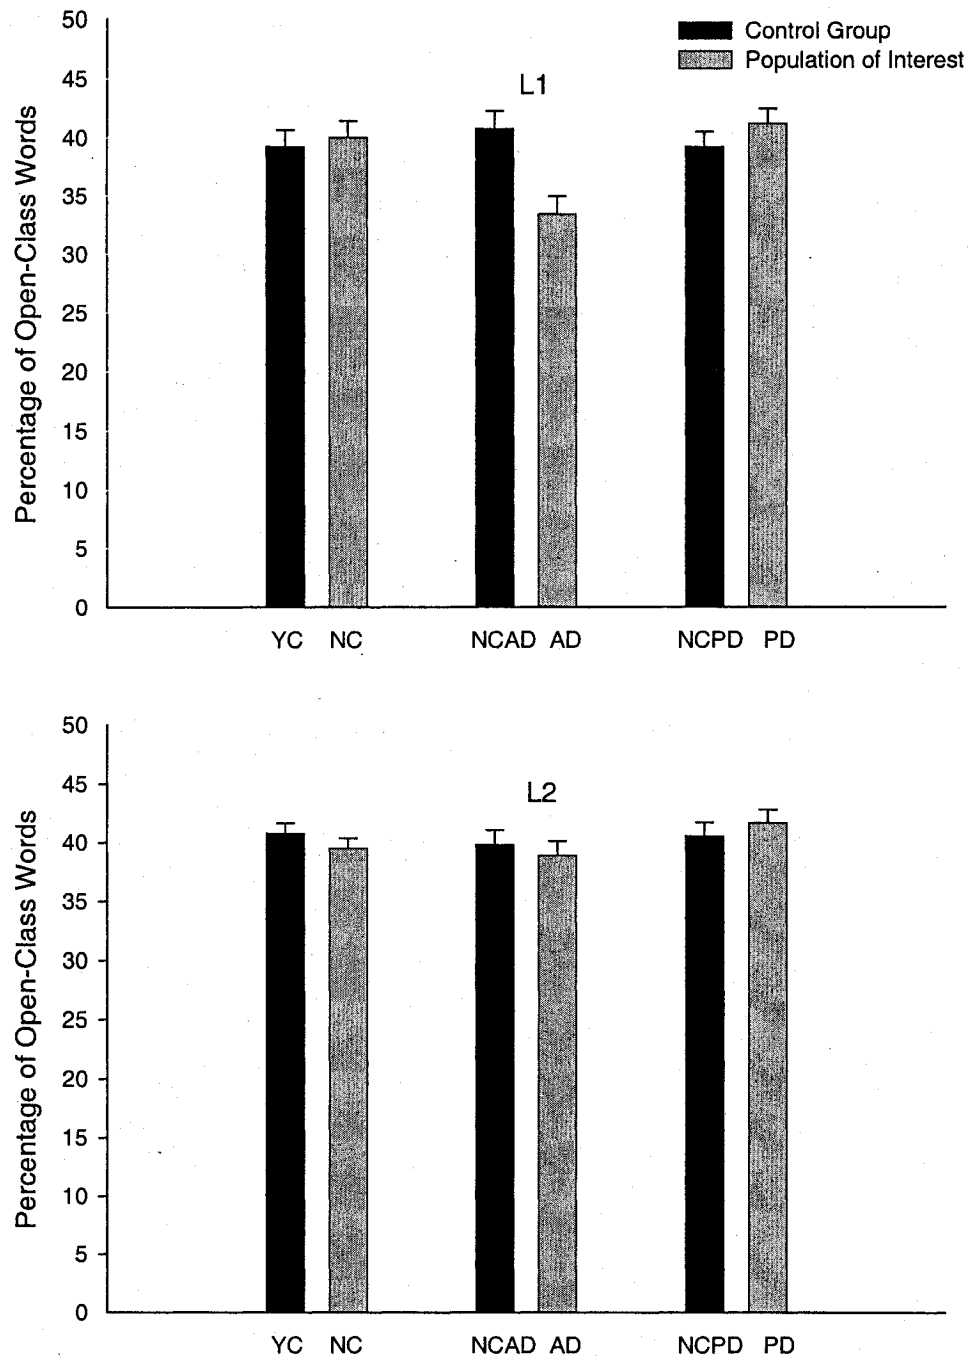 Control Group
Population of Interest
L1
Percentage of Open-Class Words
50
45
40
35
30
25
20
15
10
5
0
YC NC NCAD AD NCPD PD
L2
Percentage of Open-Class Words
50
45
40
35
30
25
20
15
10
5
0
YC NC NCAD AD NCPD PD